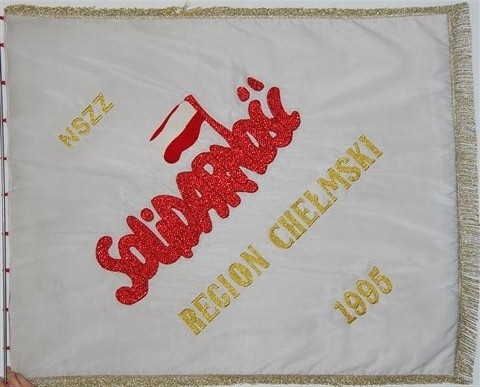 NSZZ
SOLiDARNOŚĆ
REGION CHEŁMSKI
1995